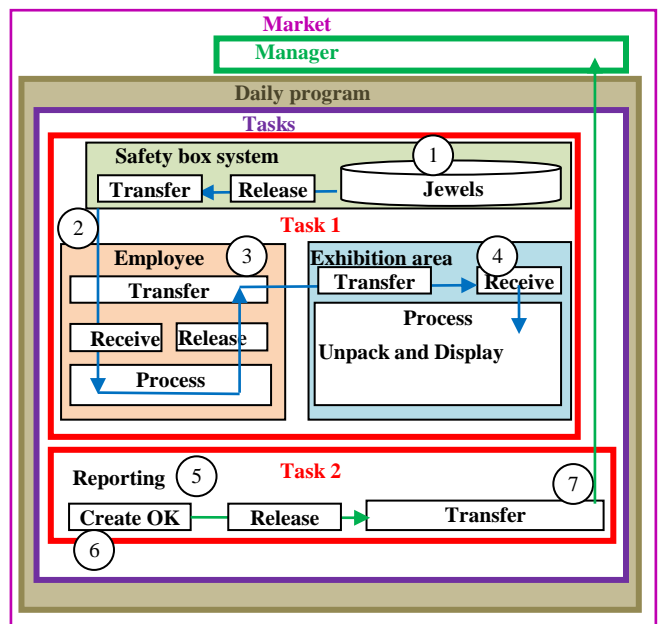 Market
Manager
Daily program
Tasks
Safety box system
1
Transfer
Release
Jewels
2
Task 1
Employee
3
Exhibition area
4
Transfer
Transfer
Receive
Receive
Release
Process
Unpack and Display
Process
Reporting
5
Task 2
7
Create OK
Release
Transfer
6